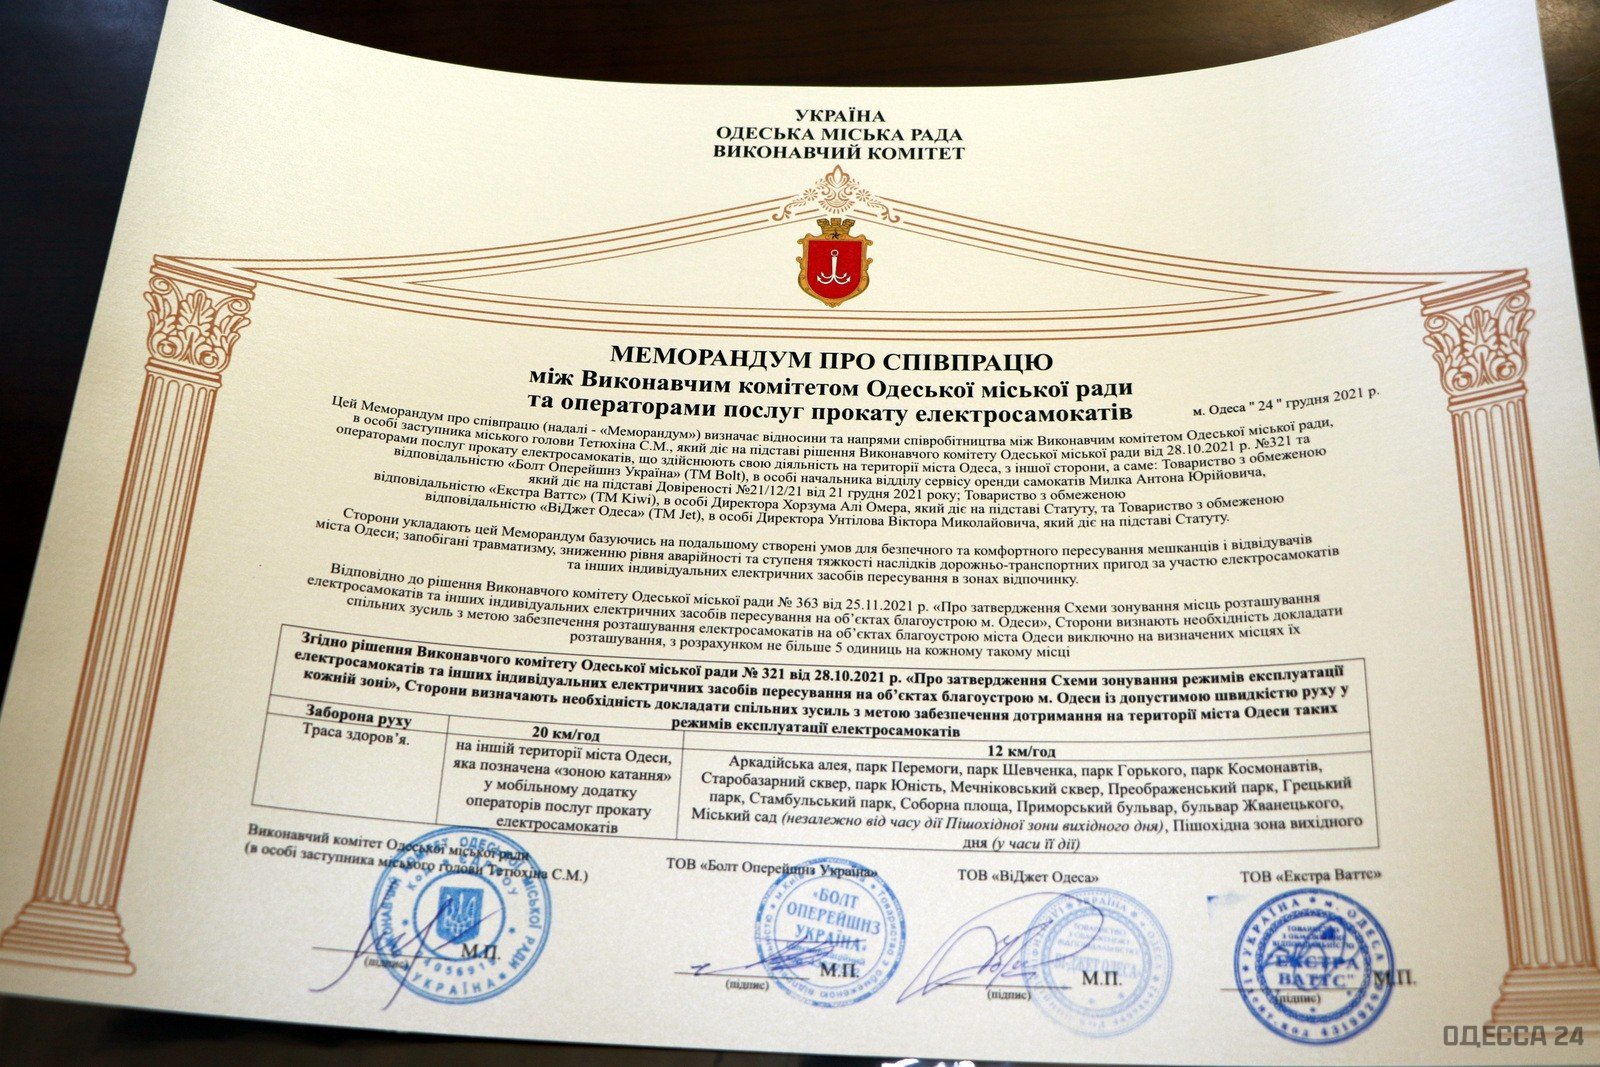 УКРАЇНА
ОДЕСЬКА МІСЬКА РАДА
ВИКОНАВЧИЙ КОМІТЕТ
МЕМОРАНДУМ ПРО СПІВПРАЦЮ
між Виконавчим комітетом Одеської міської ради
та операторами послуг прокату електросамокатів
м. Одеса " 24 " грудня 2021 р.
Цей Меморандум про співпрацю (надалі - «Меморандум») визначає відносини та напрями співробітництва між Виконавчим комітетом Одеської міської ради,
в особі заступника міського голови Тетюхіна С.М., який діє на підставі рішення Виконавчого комітету Одеської міської ради від 28.10.2021 р. №321 та
операторами послуг прокату електросамокатів, що здійснюють свою діяльність на території міста Одеса, з іншої сторони, а саме: Товариство з обмеженою
відповідальністю «Болт Оперейшнз Україна» (ТМ Bolt), в особі начальника відділу сервісу оренди самокатів Милка Антона Юрійовича,
який діє на підставі Довіреності №21/12/21 від 21 грудня 2021 року; Товариство з обмеженою
відповідальністю «Екстра Ваттс» (ТМ Kiwi), в особі Директора Хорзума Алі Омера, який діє на підставі Статуту, та Товариство з обмеженою
відповідальністю «ВіДжет Одеса» (ТМ Jet), в особі Директора Унтілова Віктора Миколайовича, який діє на підставі Статуту.
Сторони укладають цей Меморандум базуючись на подальшому створені умов для безпечного та комфортного пересування мешканців і відвідувачів
міста Одеси; запобігані травматизму, зниженню рівня аварійності та ступеня тяжкості наслідків дорожньо-транспортних пригод за участю електросамокатів
та інших індивідуальних електричних засобів пересування в зонах відпочинку.
Відповідно до рішення Виконавчого комітету Одеської міської ради № 363 від 25.11.2021 р. «Про затвердження Схеми зонування місць розташування
електросамокатів та інших індивідуальних електричних засобів пересування на об’єктах благоустрою м. Одеси», Сторони визнають необхідність докладати
спільних зусиль з метою забезпечення розташування електросамокатів на об’єктах благоустрою міста Одеси виключно на визначених місцях їх
розташування, з розрахунком не більше 5 одиниць на кожному такому місці
Згідно рішення Виконавчого комітету Одеської міської ради № 321 від 28.10.2021 р. «Про затвердження Схеми зонування режимів експлуатації
електросамокатів та інших індивідуальних електричних засобів пересування на об’єктах благоустрою м. Одеси із допустимою швидкістю руху у
кожній зоні», Сторони визначають необхідність докладати спільних зусиль з метою забезпечення дотримання на території міста Одеси таких
режимів експлуатації електросамокатів
Заборона руху
Траса здоров’я.
20 км/год
на іншій території міста Одеси,
яка позначена «зоною катання»
у мобільному додатку
операторів послуг прокату
електросамокатів
12 км/год
Аркадійська алея, парк Перемоги, парк Шевченка, парк Горького, парк Космонавтів,
Старобазарний сквер, парк Юність, Мечніковський сквер, Преображенський парк, Грецький
парк, Стамбульський парк, Соборна площа, Приморський бульвар, бульвар Жванецького,
Міський сад (незалежно від часу дії Пішохідної зони вихідного дня), Пішохідна зона вихідного
дня (у часи її дії)
Виконавчий комітет Одеської міської ради
(в особі заступника міського голови Тетюхіна С.М.)
М.П.
(підпис)
ТОВ «Болт Оперейшнз Україна»
«БОЛТ
ОПЕРЕЙШНЗ
УКРАЇНА»
М.П.
(підпис)
ТОВ «ВіДжет Одеса»
М.П.
(підпис)
ТОВ «Екстра Ваттс»
УКРАЇНА * м. ОДЕСА
ТОВАРИСТВО
З ОБМЕЖЕНОЮ
ВІДПОВІДАЛЬНІСТЮ
"ЕКСТРА
ВАТТС"
М.П.
(підпис)
ОДЕССА 24